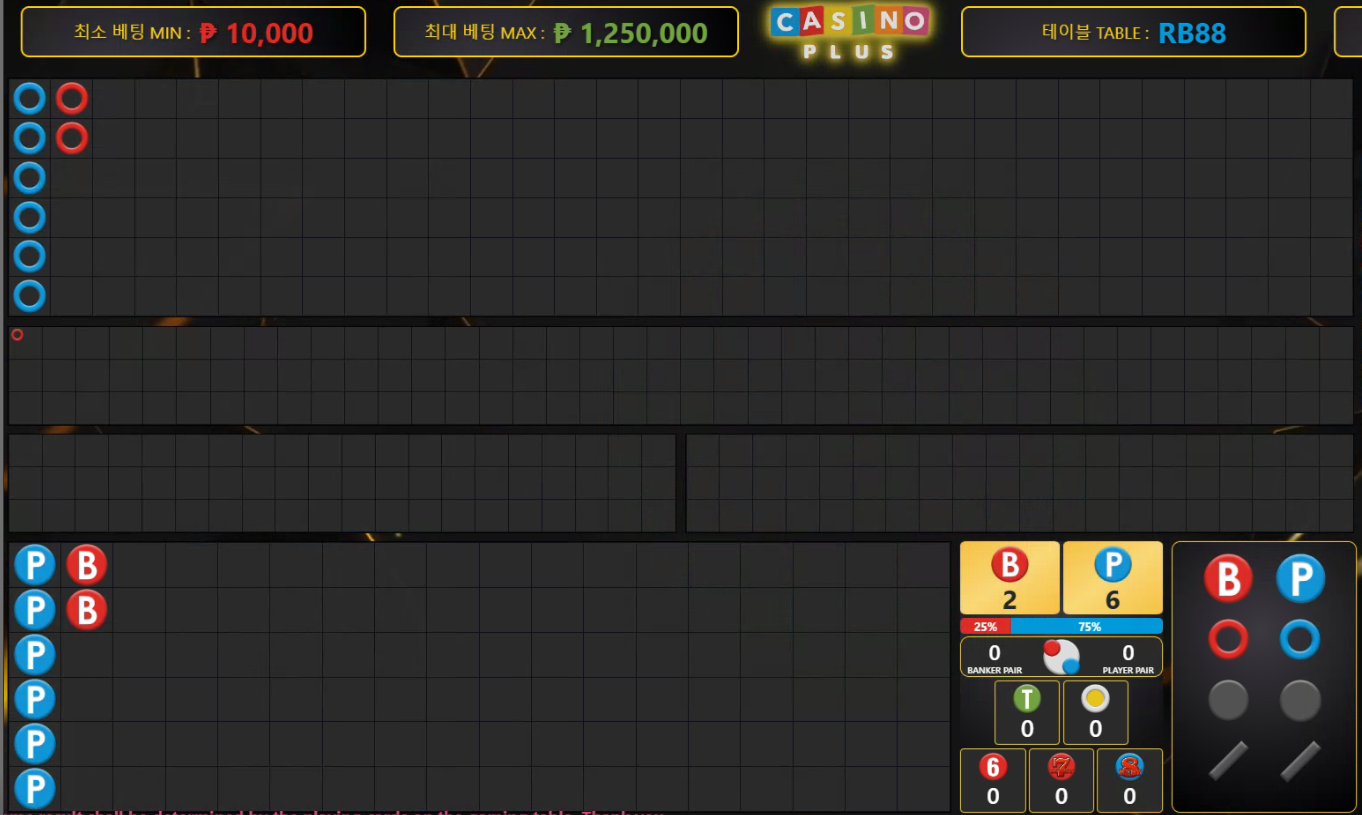 최소 베팅 MIN : ₱ 10,000
최대 베팅 MAX : ₱ 1,250,000
CASINO
PLUS
테이블 TABLE : RB88
P B
P B
P
P
P
P
B P
2 6
25% 75%
0 0
BANKER PAIR PLAYER PAIR
T
0 0
6 7 8
0 0 0
B P
result shall be determined by the playing cards on the gaming table. Thank you